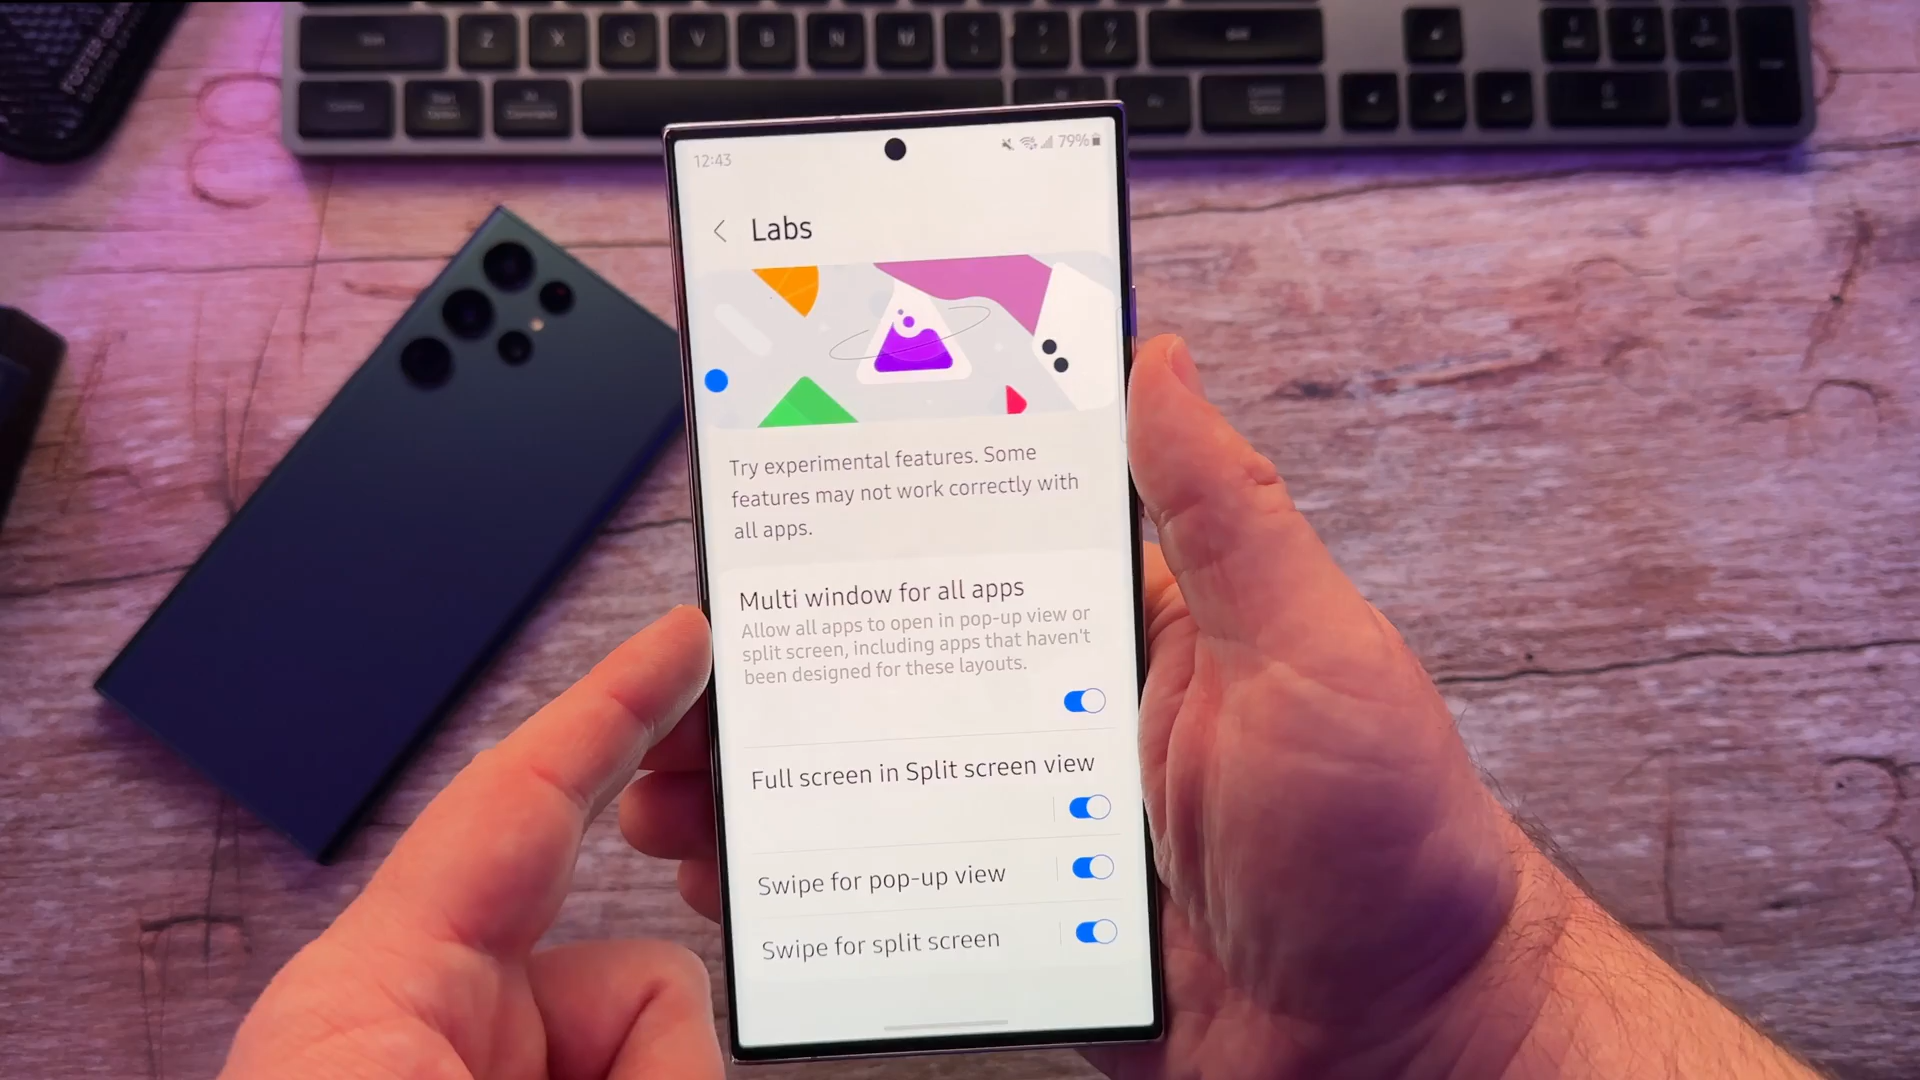 Z X C V B N M
12:43
79%
Labs
Try experimental features. Some
features may not work correctly with
all apps.
Multi window for all apps
Allow all apps to open in pop-up view or
split screen, including apps that haven't
been designed for these layouts.
Full screen in Split screen view
Swipe for pop-up view
Swipe for split screen